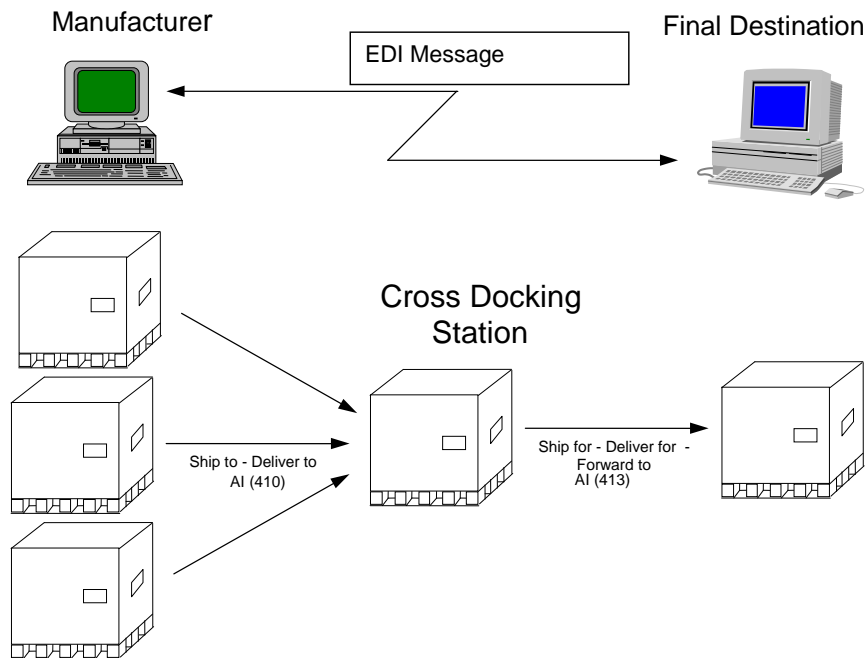 Manufacturer
Final Destination
EDI Message
Cross Docking
Station
Ship to - Deliver to
AI (410)
Ship for - Deliver for -
Forward to
AI (413)